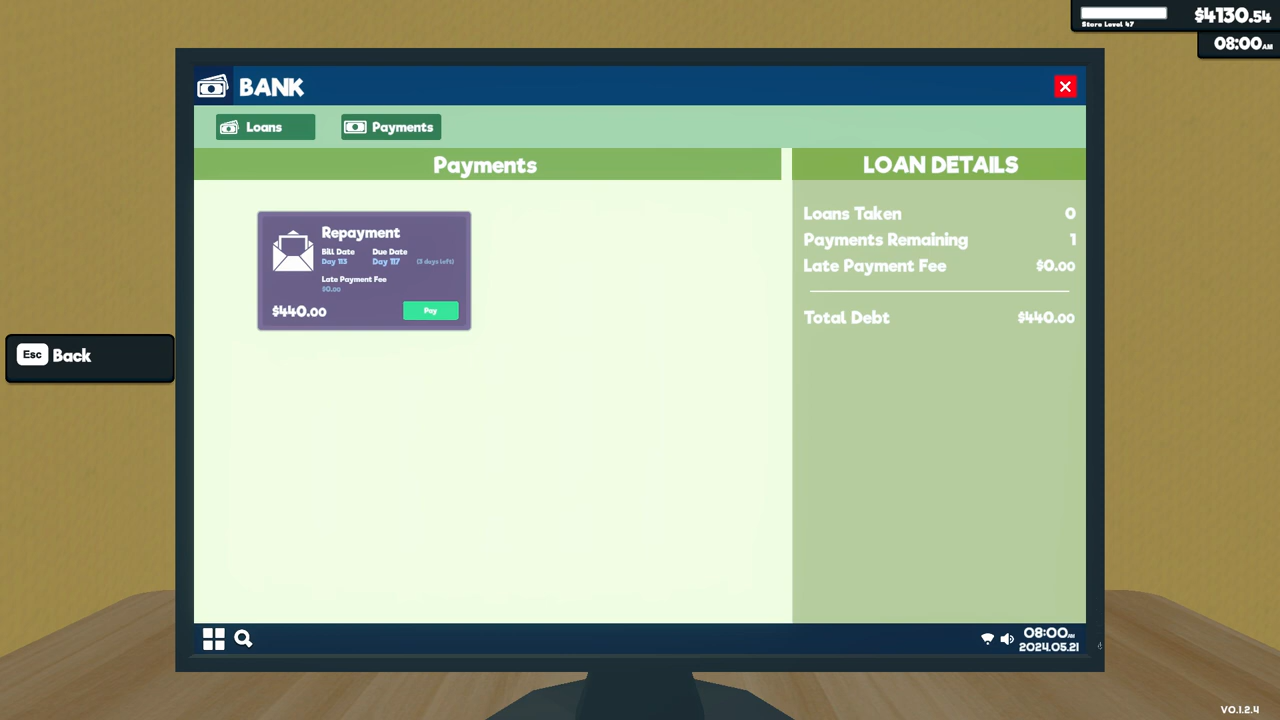 $4130.54
Store Level 47
08:00AM
BANK
Loans
Payments
Payments
LOAN DETAILS
Repayment
Bill Date Due Date
Day 113 Day 117 (3 days left)
Late Payment Fee
$0.00
$440.00 Pay
Loans Taken 0
Payments Remaining 1
Late Payment Fee $0.00
Total Debt $440.00
Esc Back
08:00AM
2024.05.21
V0.1.2.4